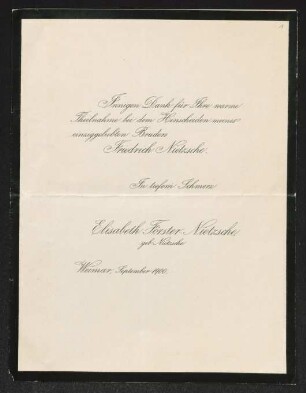 Innigen Dank für Ihre warme
Theilnahme bei dem Hinscheiden meines
einziggeliebten Bruders
Friedrich Nietzsche.
In tiefem Schmerz
Elisabeth Förster Nietzsche
geb. Nietzsche
Weimar, September 1900.